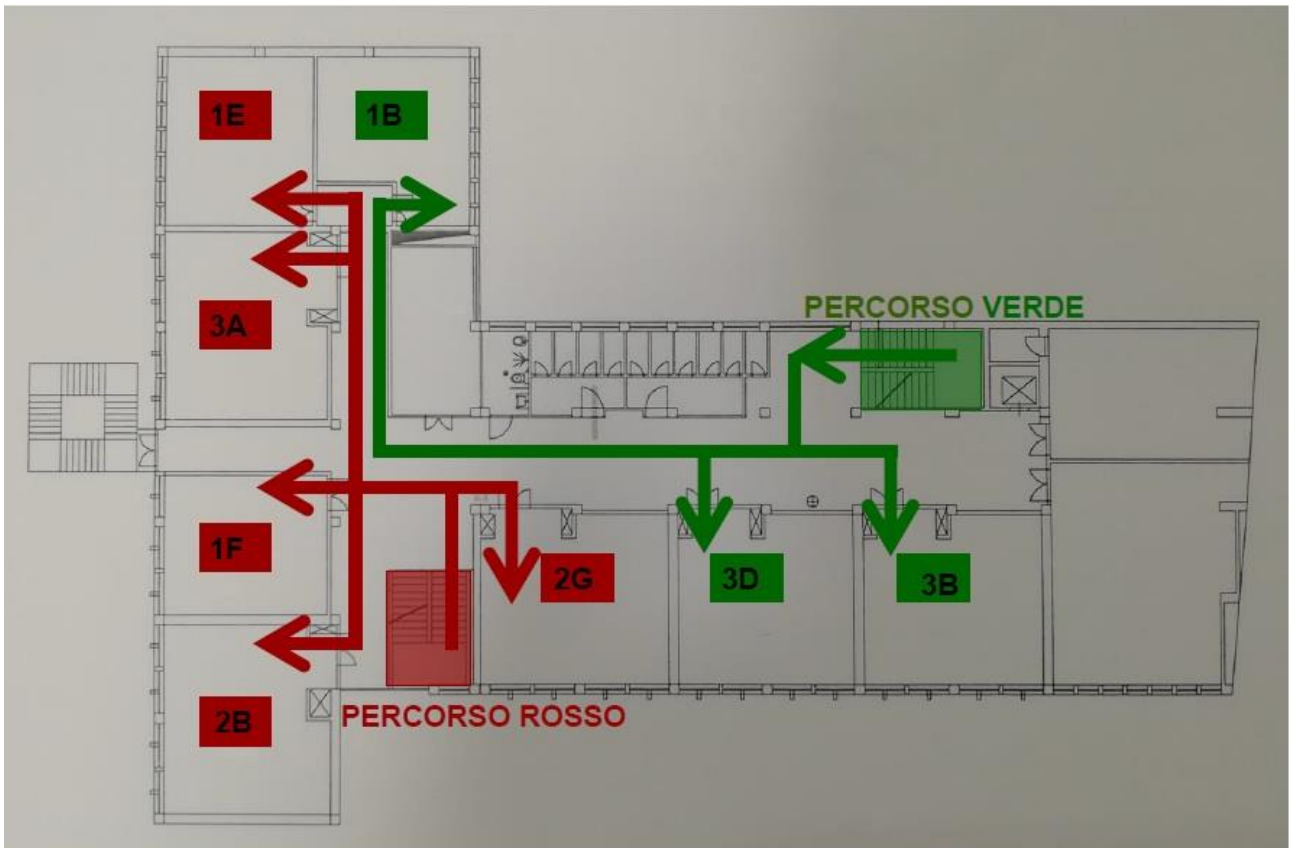 1E
1B
3A
PERCORSO VERDE
1F
2G
3D
3B
2B
PERCORSO ROSSO